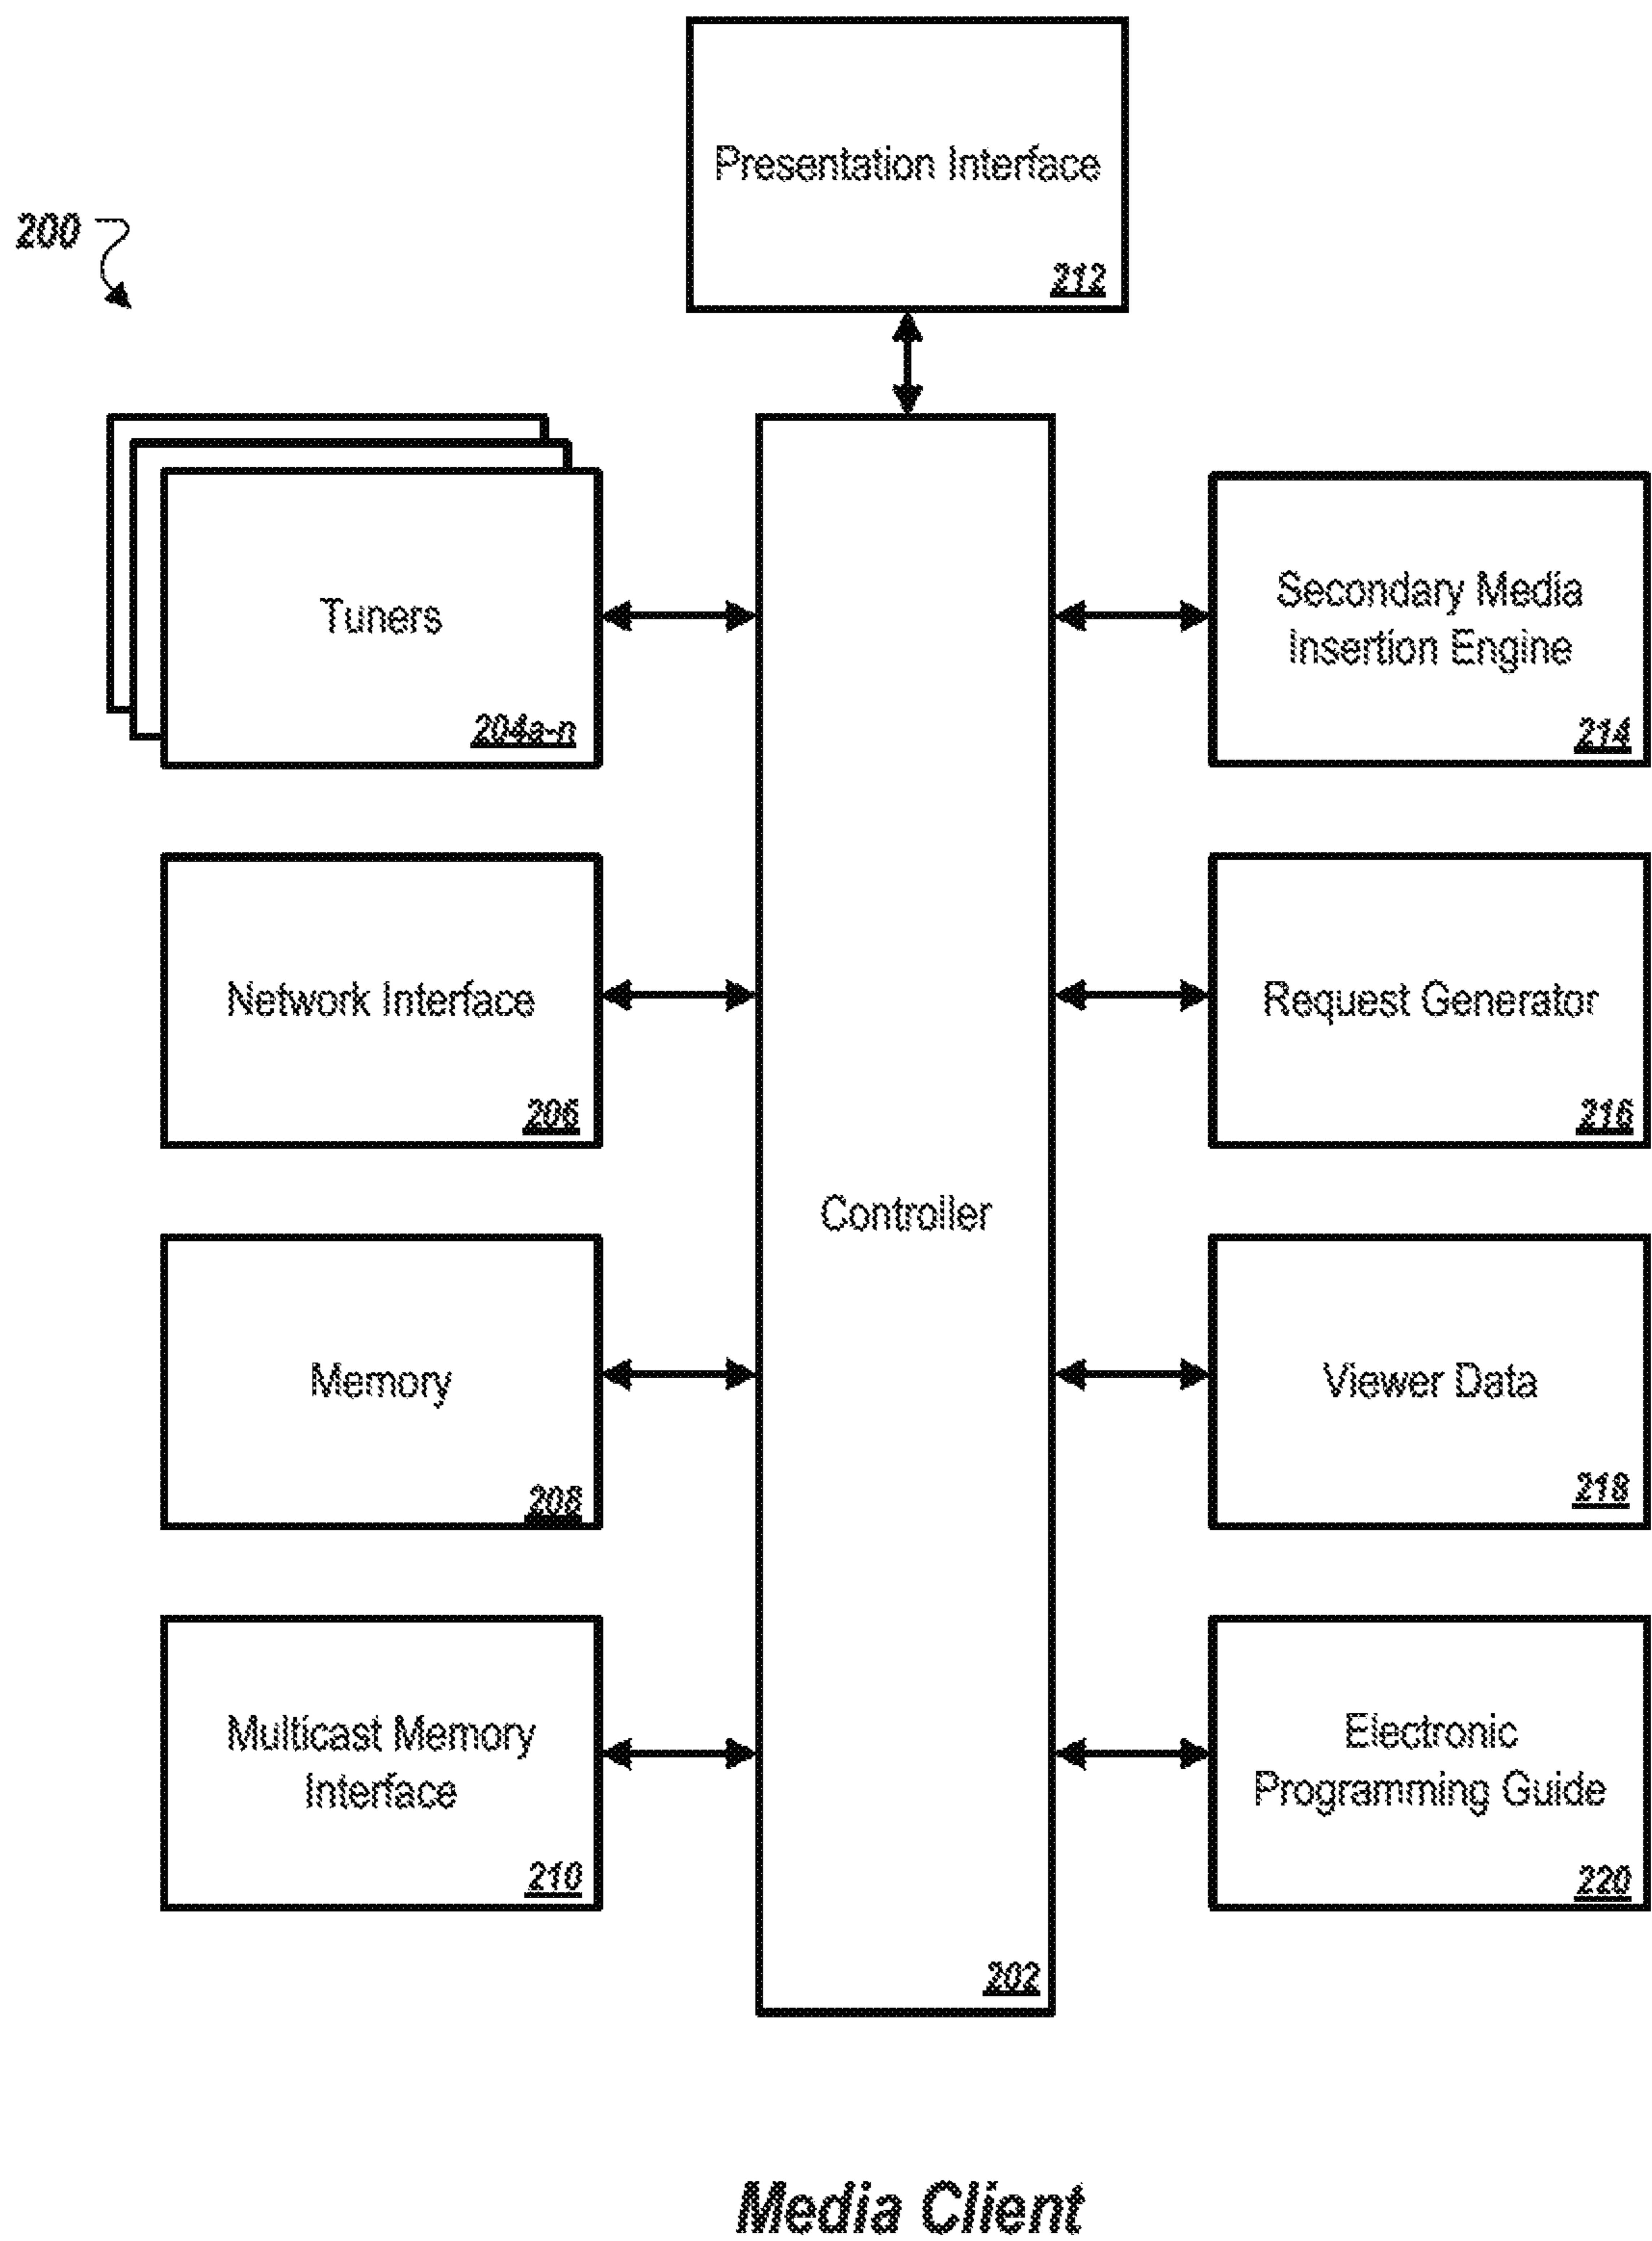 Presentation Interface
212
200
Tuners
204a-n
Secondary Media
Insertion Engine
214
Network Interface
206
Request Generator
216
Controller
202
Memory
208
Viewer Data
218
Multicast Memory
Interface
210
Electronic
Programming Guide
220
Media Client